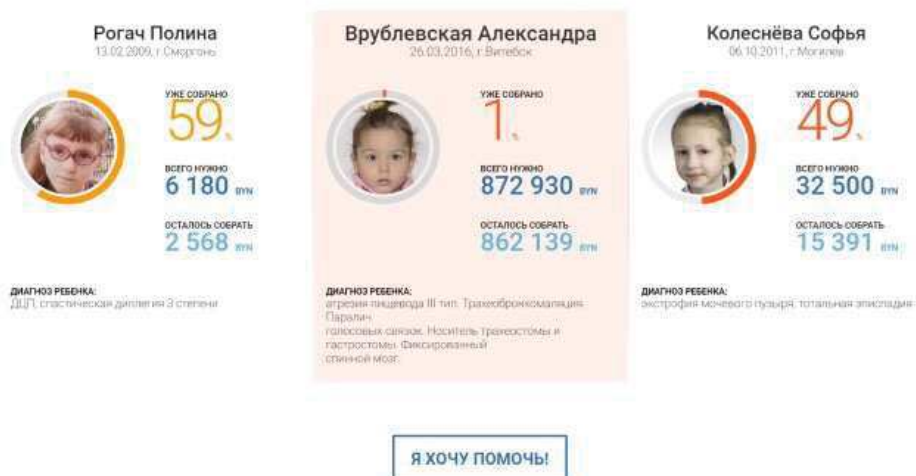 Рогач Полина
13.02.2009, г.Сморгонь
УЖЕ СОБРАНО
59%
ВСЕГО НУЖНО
6 180 BYN
ОСТАЛОСЬ СОБРАТЬ
2 568 BYN
ДИАГНОЗ РЕБЕНКА:
ДЦП, спастическая диплегия 3 степени
Врублевская Александра
26.03.2016, г.Витебск
УЖЕ СОБРАНО
1%
ВСЕГО НУЖНО
872 930 BYN
ОСТАЛОСЬ СОБРАТЬ
862 139 BYN
ДИАГНОЗ РЕБЕНКА:
атрезия пищевода III тип. Трахеоброхкомаляция.
Паралич
голосовых связок. Носитель трахеостомы и
гастростомы. Фиксированный
спинной мозг.
Колеснёва Софья
06.10.2011, г.Могилев
УЖЕ СОБРАНО
49%
ВСЕГО НУЖНО
32 500 BYN
ОСТАЛОСЬ СОБРАТЬ
15 391 BYN
ДИАГНОЗ РЕБЕНКА:
экстрофия мочевого пузыря, тотальная эписпадия
Я ХОЧУ ПОМОЧЬ!